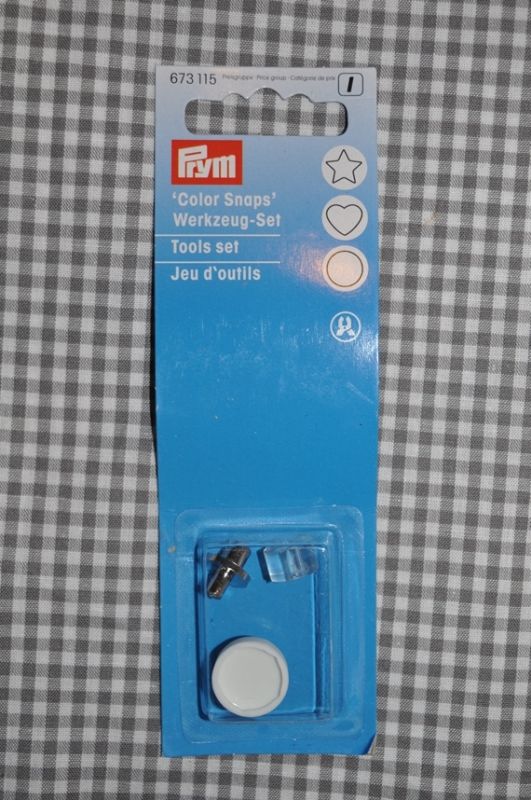 673 115 Preisgruppe · Price group · Catégorie de prix I
Prym
'Color Snaps'
Werkzeug-Set
Tools set
Jeu d'outils